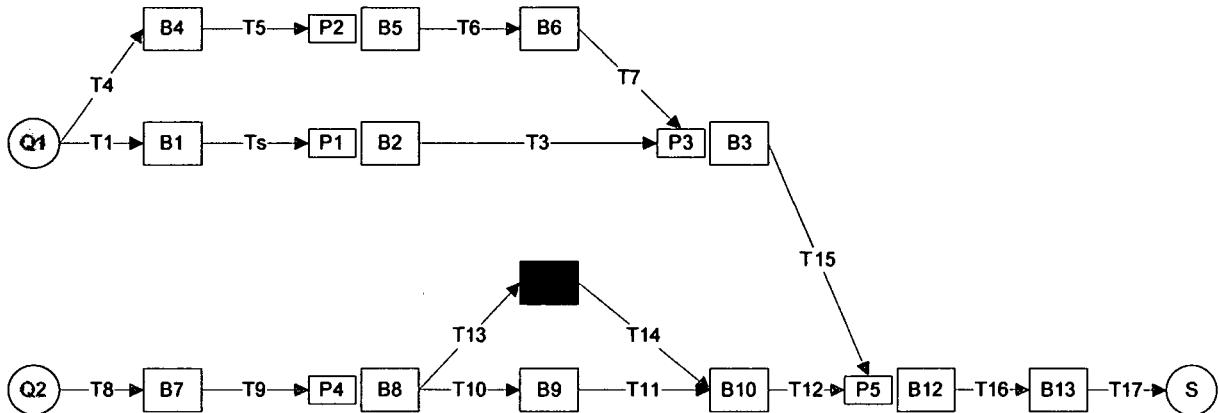 B4 T5 P2 B5 T6 B6
T4 T7
Q1 T1 B1 Ts P1 B2 T3 P3 B3
T15
T13 T14
Q2 T8 B7 T9 P4 B8 T10 B9 T11 B10 T12 P5 B12 T16 B13 T17 S